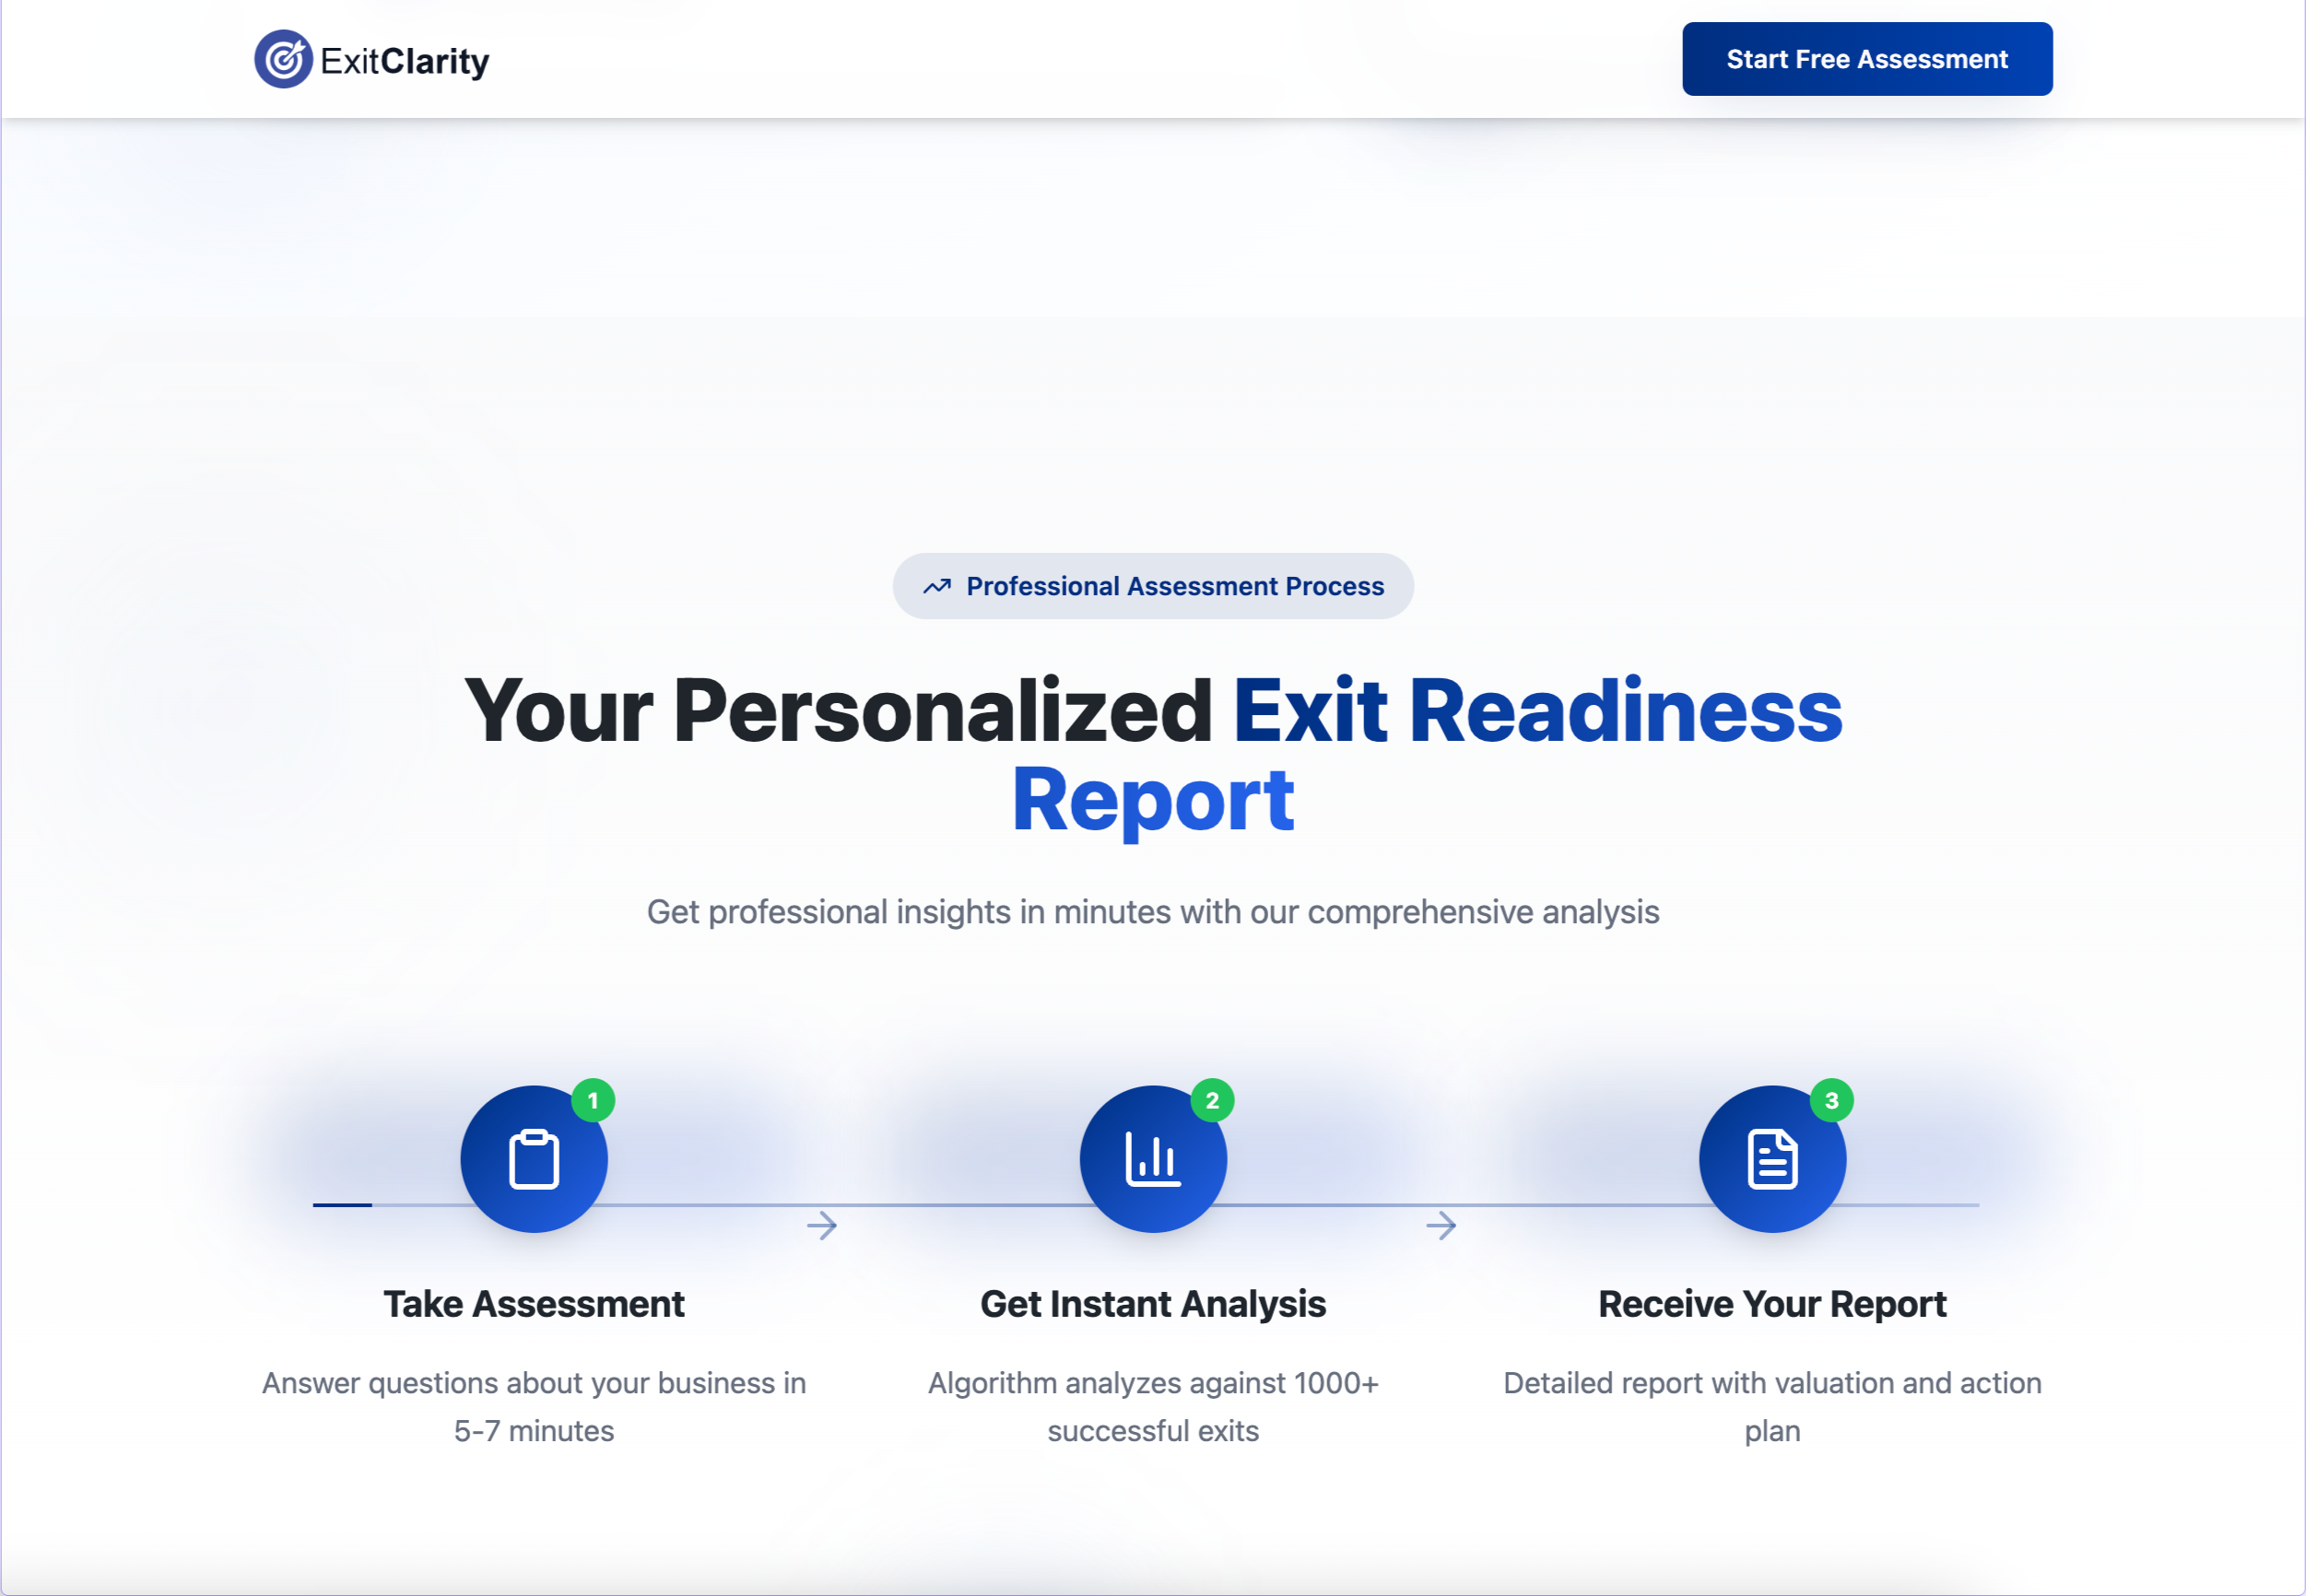 ExitClarity
Start Free Assessment
Professional Assessment Process
Your Personalized Exit Readiness
Report
Get professional insights in minutes with our comprehensive analysis
1
2
3
Take Assessment
Answer questions about your business in
5-7 minutes
Get Instant Analysis
Algorithm analyzes against 1000+
successful exits
Receive Your Report
Detailed report with valuation and action
plan